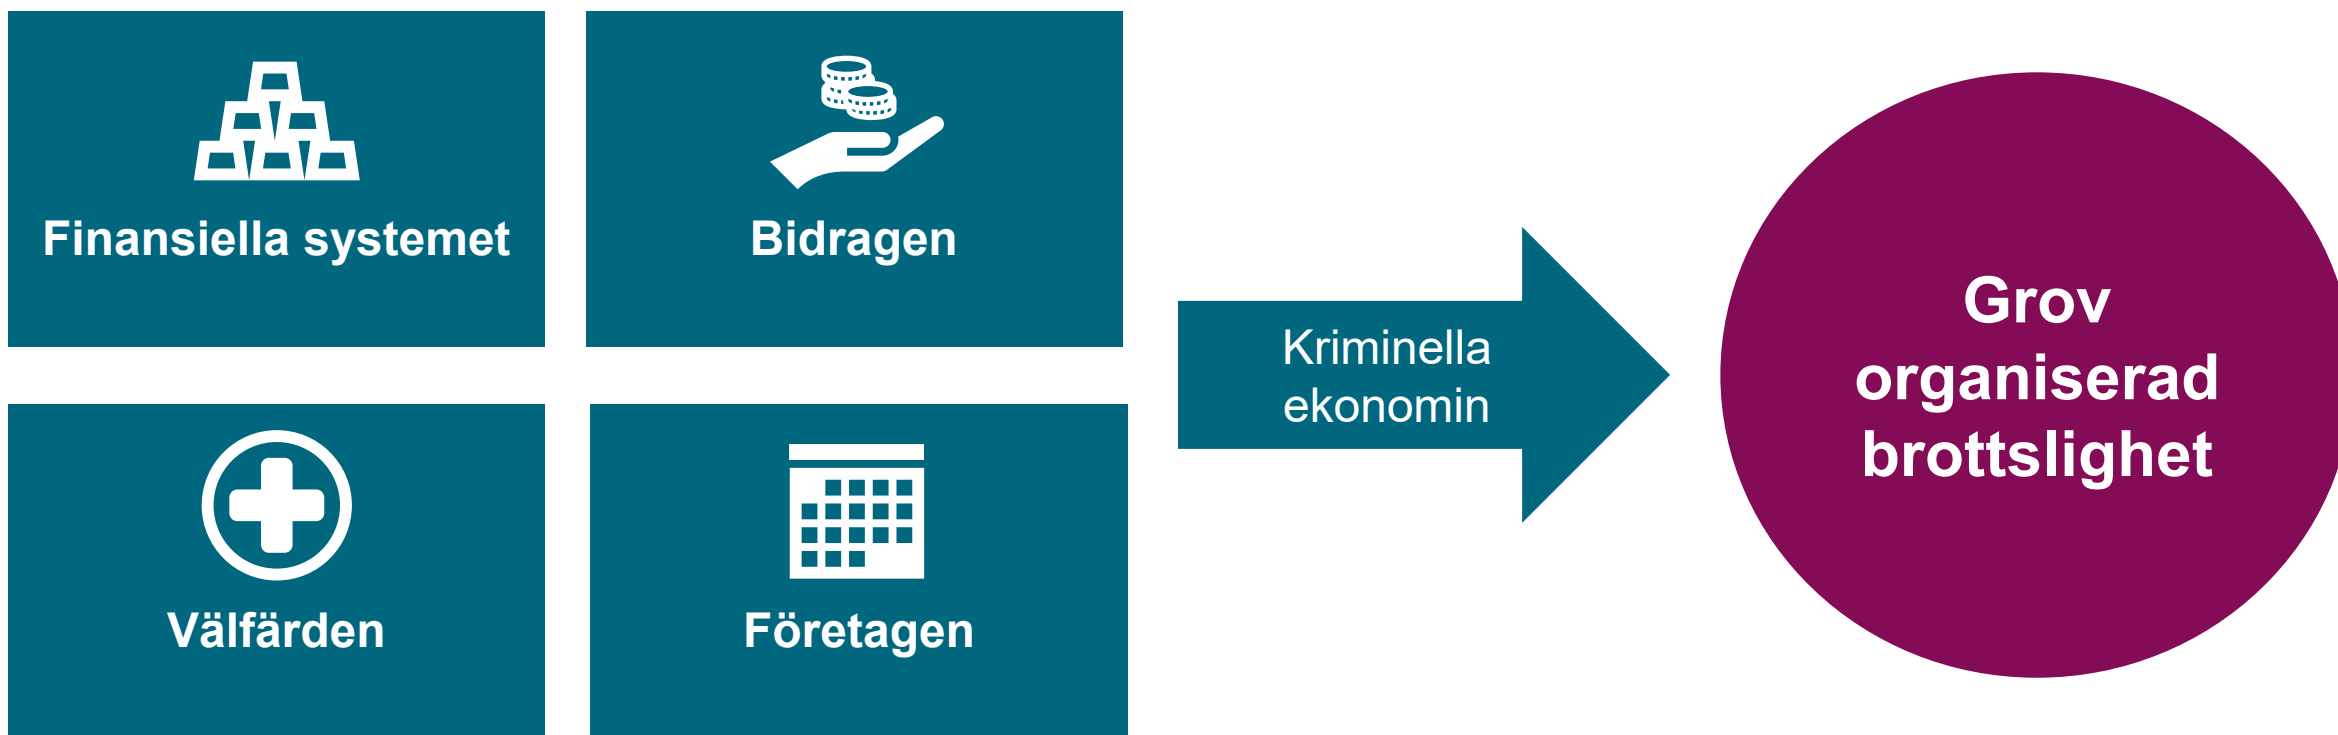 Finansiella systemet
Bidragen
Välfärden
Företagen
Kriminella
ekonomin
Grov
organiserad
brottslighet